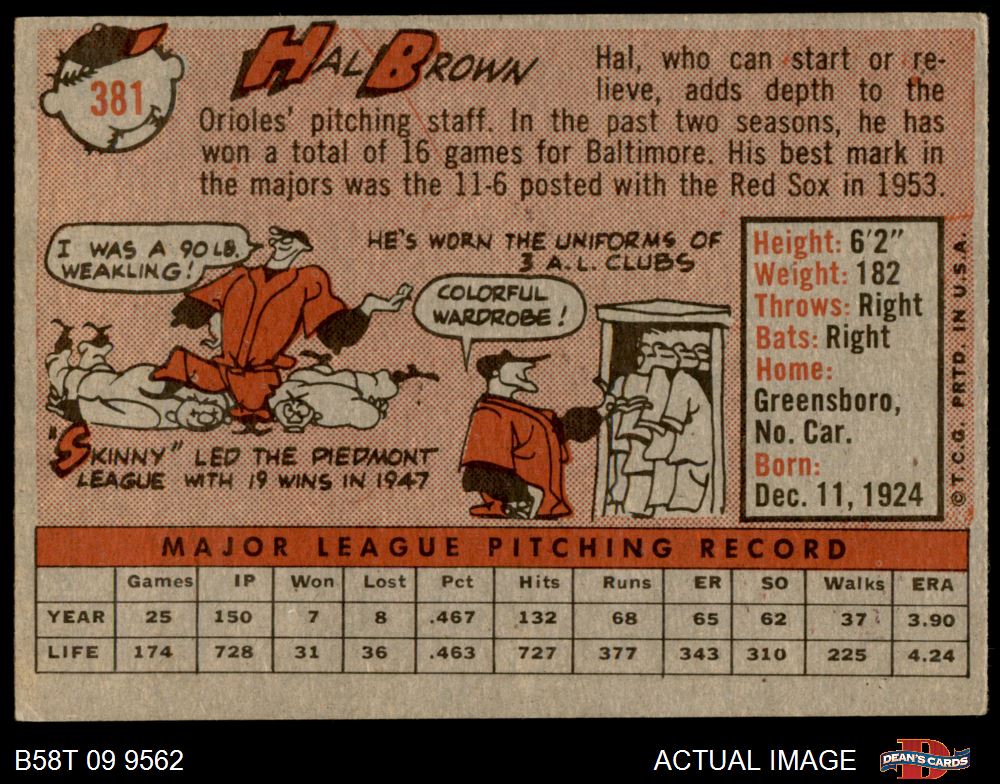 381
HAL BROWN
Hal, who can start or re-
lieve, adds depth to the
Orioles' pitching staff. In the past two seasons, he has
won a total of 16 games for Baltimore. His best mark in
the majors was the 11-6 posted with the Red Sox in 1953.
I WAS A 90 LB.
WEAKLING!
"SKINNY" LED THE PIEDMONT
LEAGUE WITH 19 WINS IN 1947
HE'S WORN THE UNIFORMS OF
3 A.L. CLUBS
COLORFUL
WARDROBE!
Height: 6'2"
Weight: 182
Throws: Right
Bats: Right
Home:
Greensboro,
No. Car.
Born:
Dec. 11, 1924
© T.C.G. PRTD. IN U.S.A.
MAJOR LEAGUE PITCHING RECORD
Games IP Won Lost Pct Hits Runs ER SO Walks ERA
YEAR 25 150 7 8 .467 132 68 65 62 37 3.90
LIFE 174 728 31 36 .463 727 377 343 310 225 4.24
B58T 09 9562
ACTUAL IMAGE
D
DEAN'S CARDS